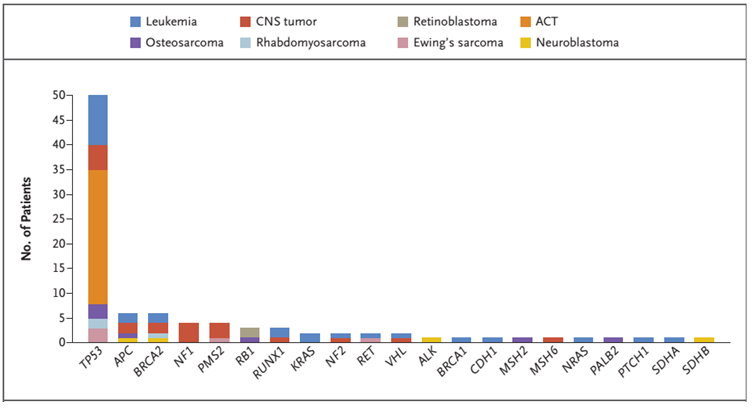 Leukemia CNS tumor Retinoblastoma ACT
Osteosarcoma Rhabdomyosarcoma Ewing's sarcoma Neuroblastoma
No. of Patients
50
45
40
35
30
25
20
15
10
5
0
TP53 APC BRCA2 NF1 PMS2 RB1 RUNX1 KRAS NF2 RET VHL ALK BRCA1 CDH1 MSH2 MSH6 NRAS PALB2 PTCH1 SDHA SDHB